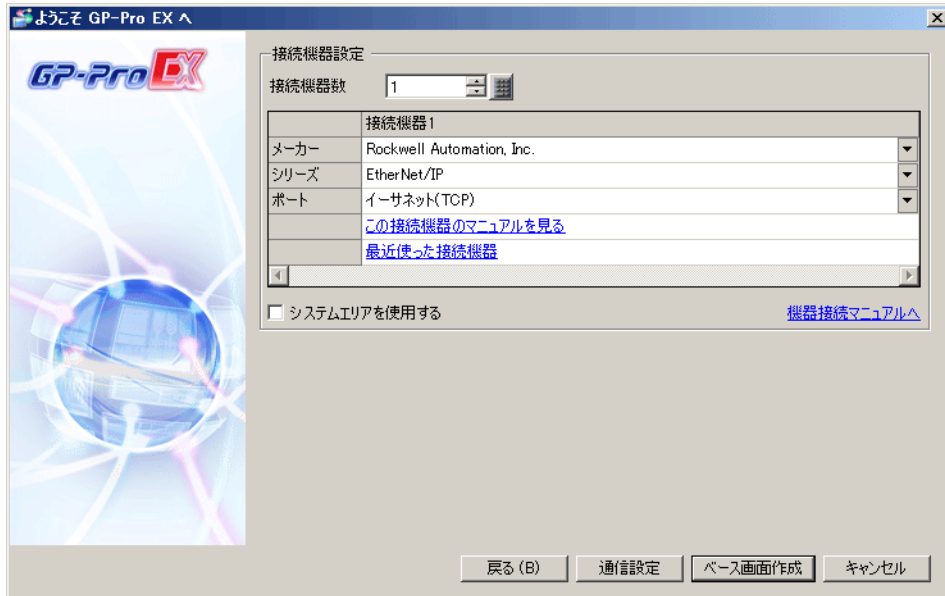 ようこそ GP-Pro EX へ
GP-Pro EX
接続機器設定
接続機器数 1
接続機器1
メーカー Rockwell Automation, Inc.
シリーズ EtherNet/IP
ポート イーサネット(TCP)
この接続機器のマニュアルを見る
最近使った接続機器
システムエリアを使用する 機器接続マニュアルへ
戻る(B) 通信設定 ベース画面作成 キャンセル